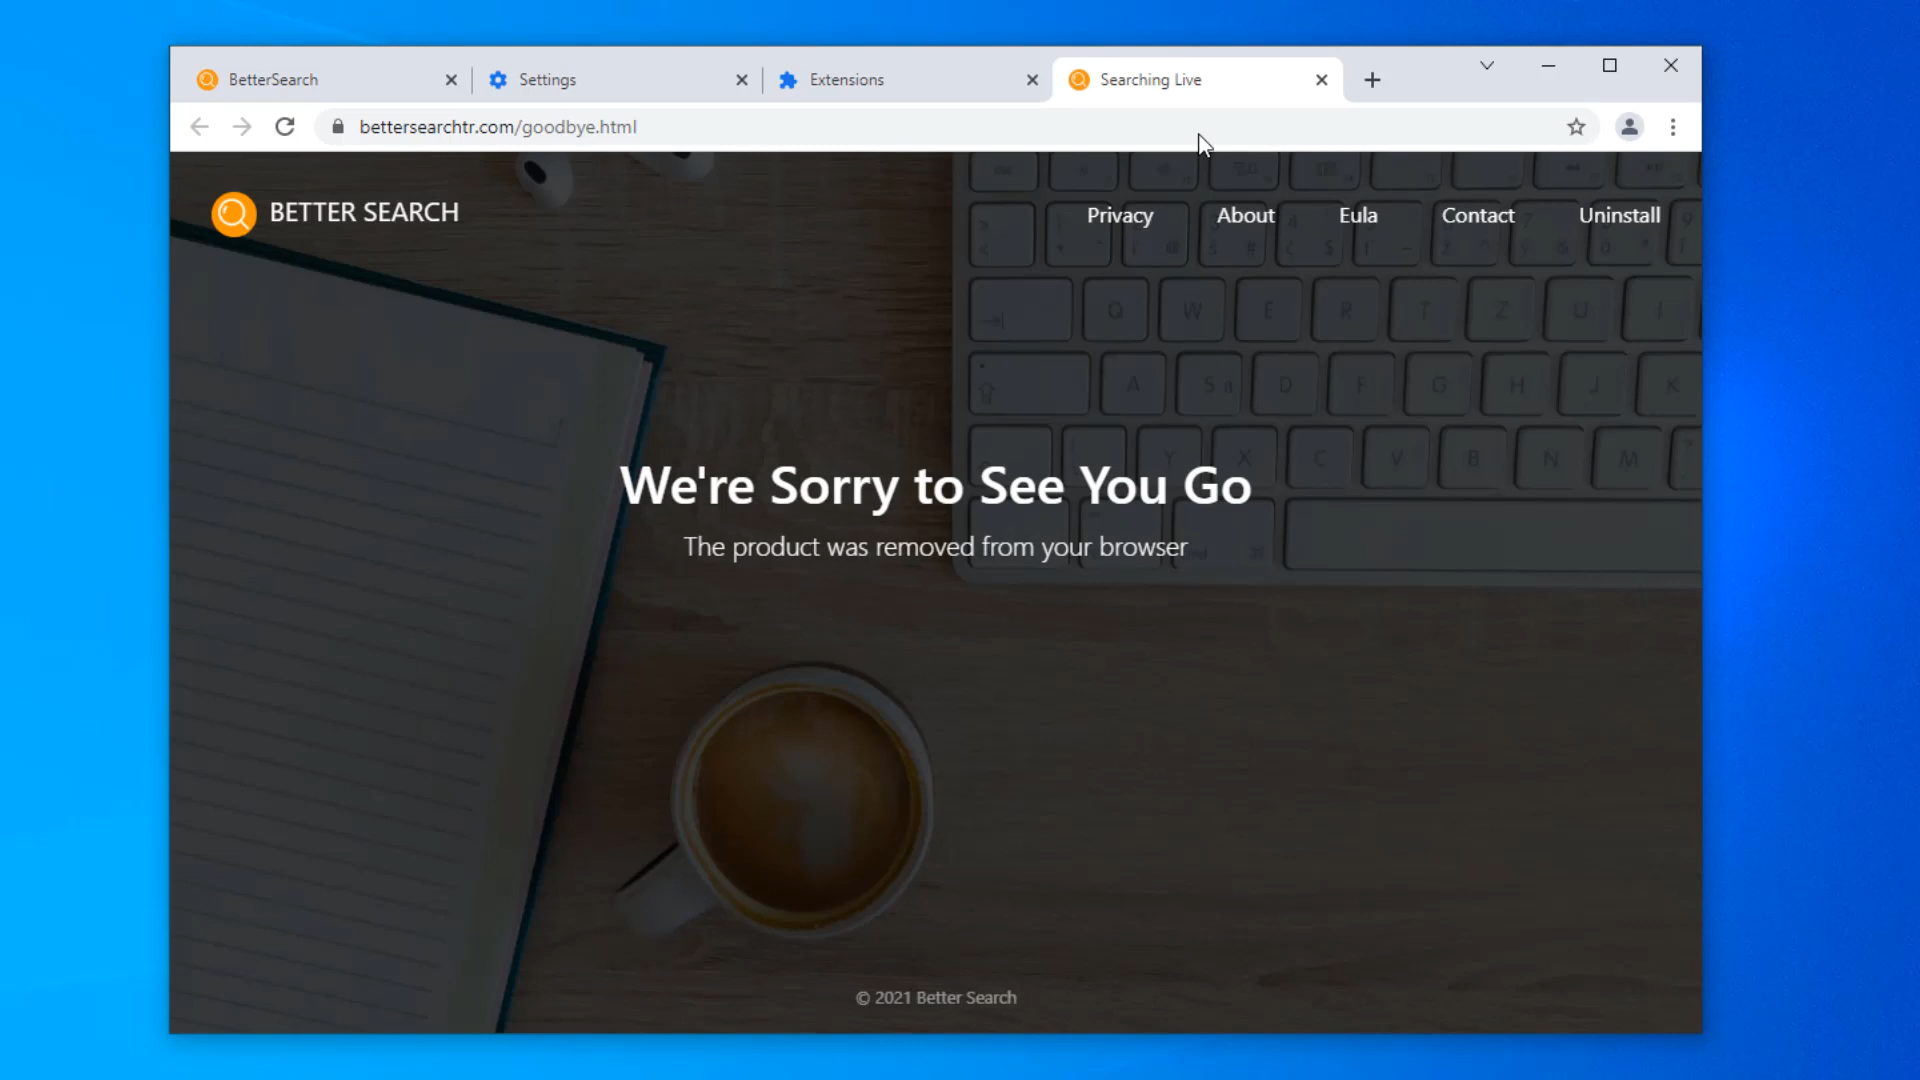 BetterSearch
Settings
Extensions
Searching Live
bettersearchtr.com/goodbye.html
BETTER SEARCH
Privacy
About
Eula
Contact
Uninstall
Q W E R T Z U I
A S D F G H J K
Y X C V B N M
We're Sorry to See You Go
The product was removed from your browser
© 2021 Better Search